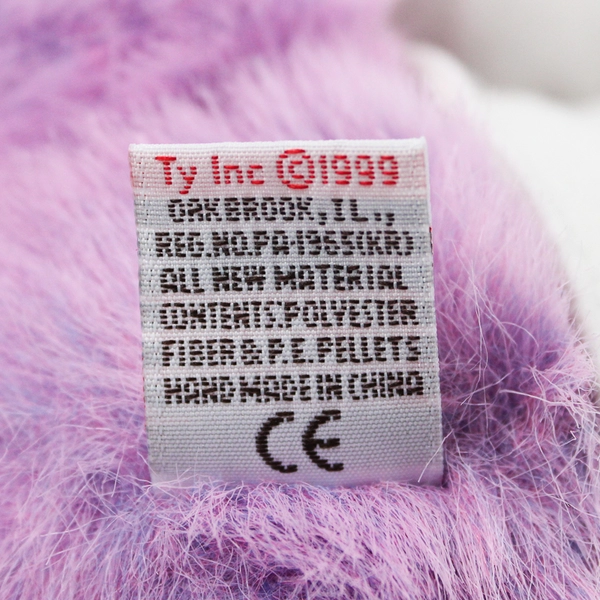 Ty Inc ©1999
OAKBROOK, IL.,
REG.NO.PA-1965(KR)
ALL NEW MATERIAL
CONTENTS:POLYESTER
FIBER & P.E.PELLETS
HAND MADE IN CHINA
CE